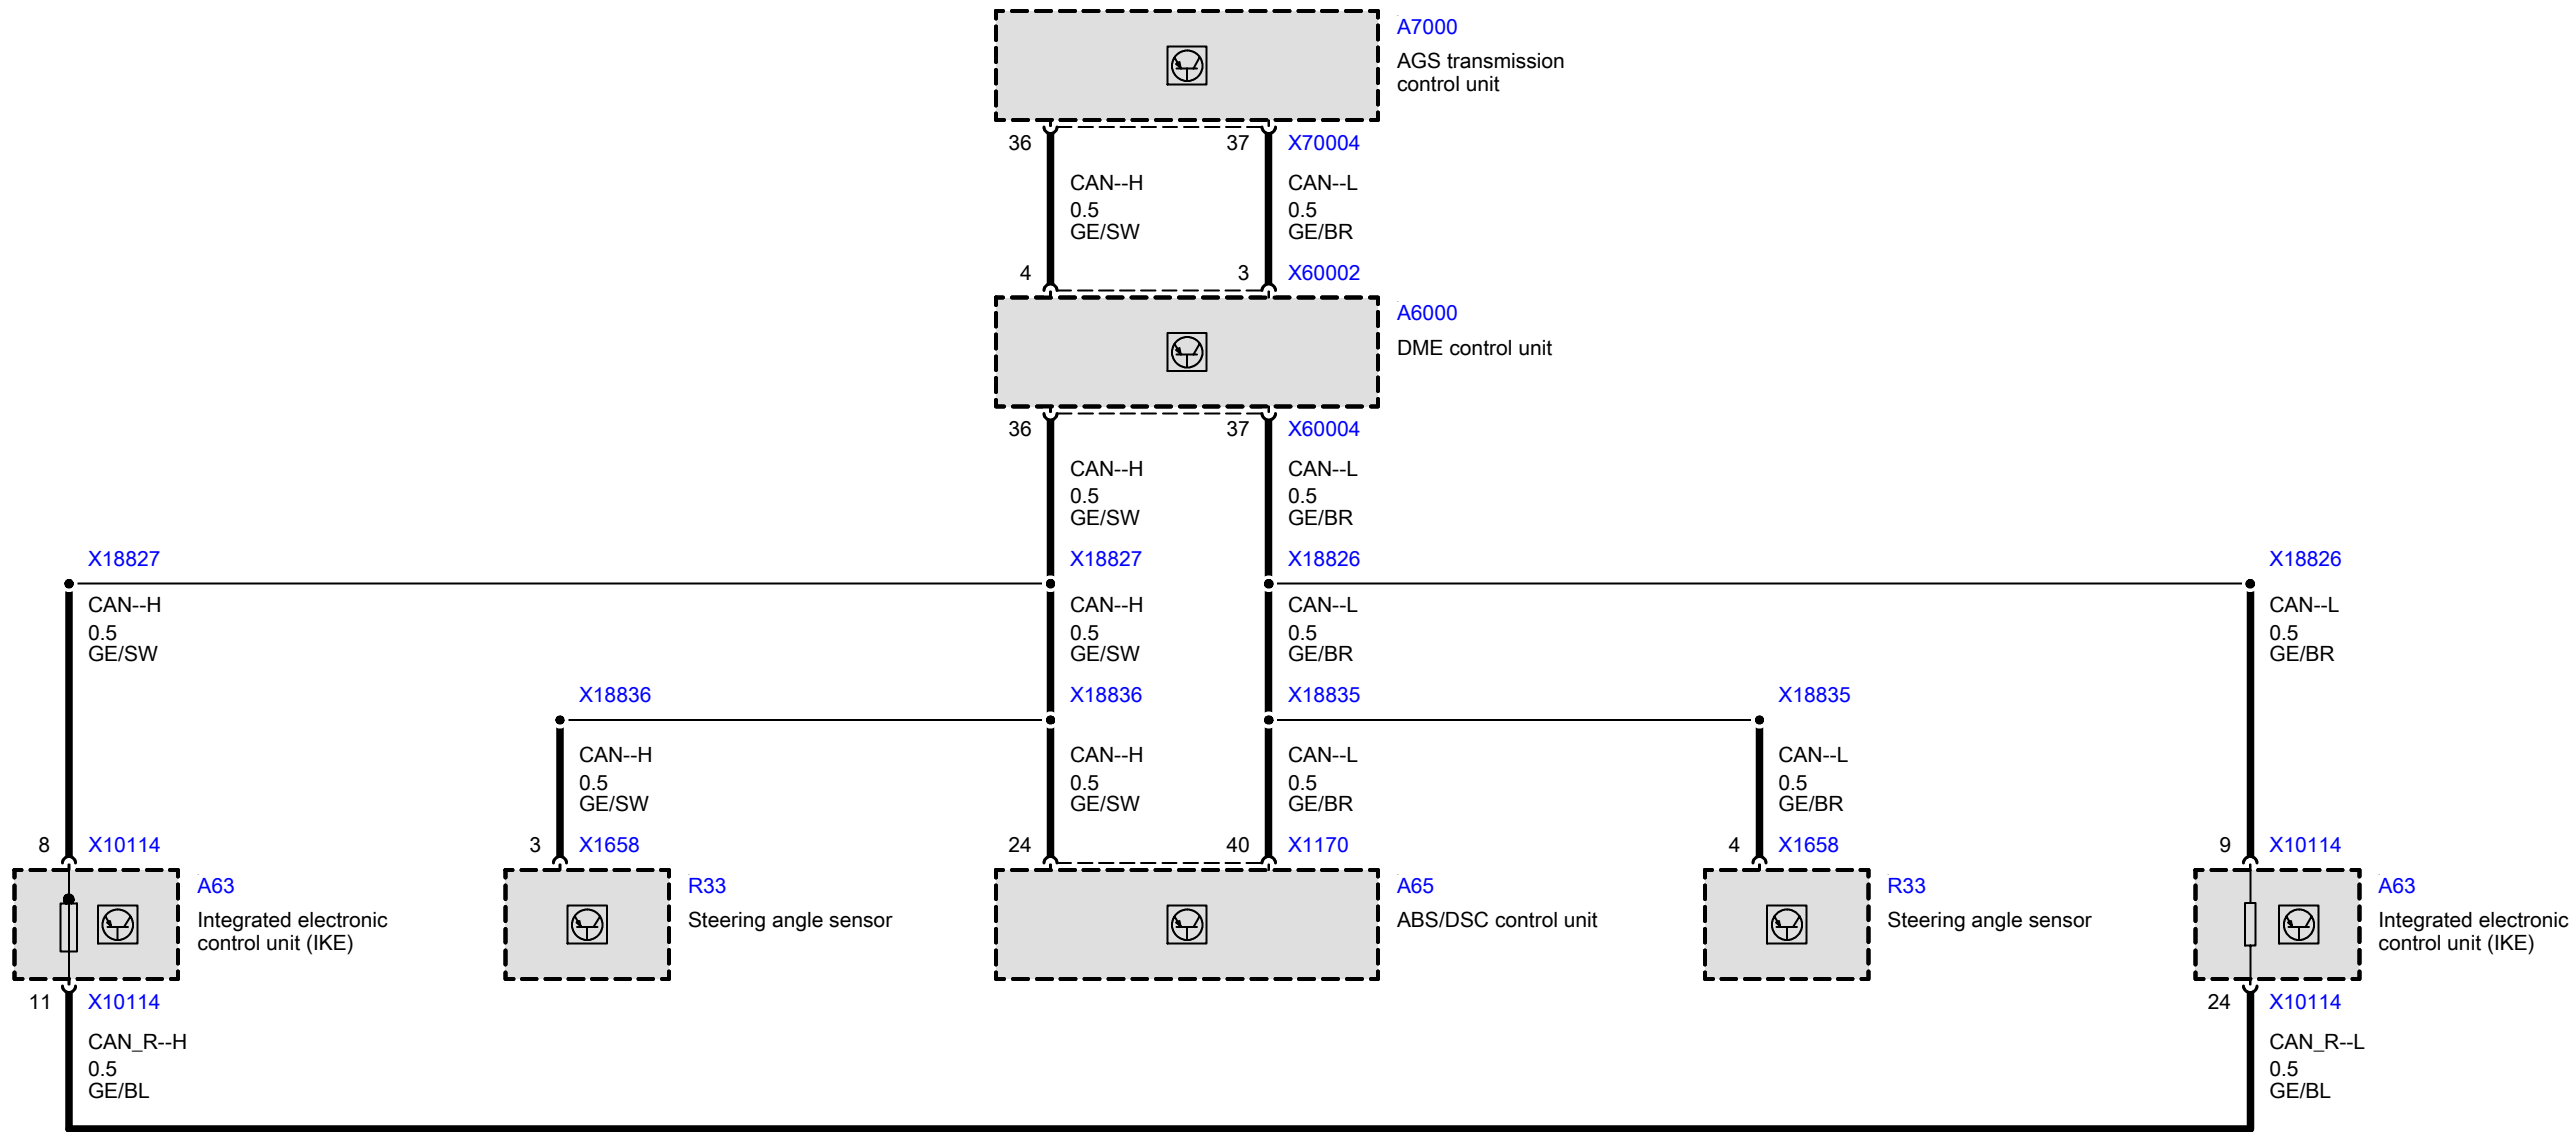 A7000
AGS transmission
control unit
36
37
X70004
CAN--H
0.5
GE/SW
CAN--L
0.5
GE/BR
4
3
X60002
A6000
DME control unit
36
37
X60004
CAN--H
0.5
GE/SW
CAN--L
0.5
GE/BR
X18827
X18827
X18826
X18826
CAN--H
0.5
GE/SW
CAN--H
0.5
GE/SW
CAN--L
0.5
GE/BR
CAN--L
0.5
GE/BR
X18836
X18836
X18835
X18835
CAN--H
0.5
GE/SW
CAN--H
0.5
GE/SW
CAN--L
0.5
GE/BR
CAN--L
0.5
GE/BR
8
X10114
3
X1658
24
40
X1170
4
X1658
9
X10114
A63
Integrated electronic
control unit (IKE)
R33
Steering angle sensor
A65
ABS/DSC control unit
R33
Steering angle sensor
A63
Integrated electronic
control unit (IKE)
11
X10114
24
X10114
CAN_R--H
0.5
GE/BL
CAN_R--L
0.5
GE/BL